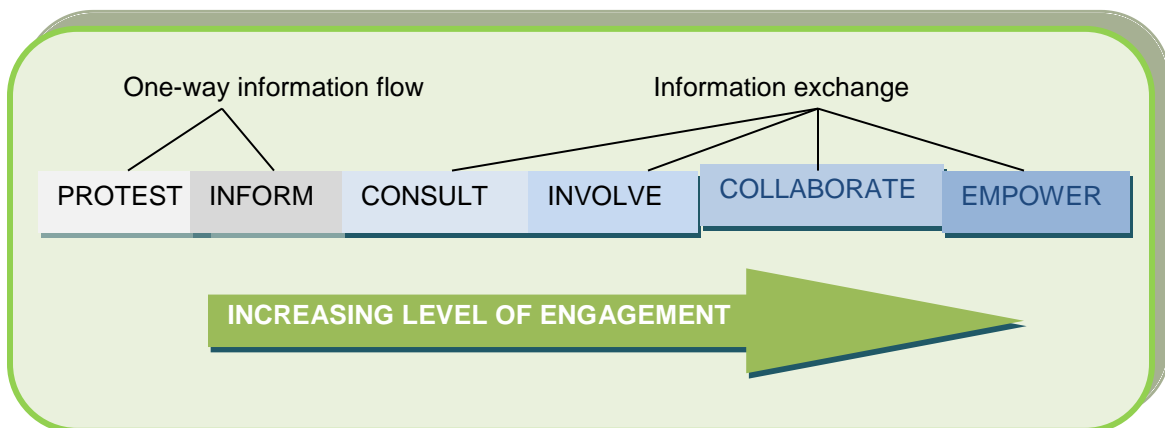 One-way information flow Information exchange
PROTEST INFORM CONSULT INVOLVE COLLABORATE EMPOWER
INCREASING LEVEL OF ENGAGEMENT